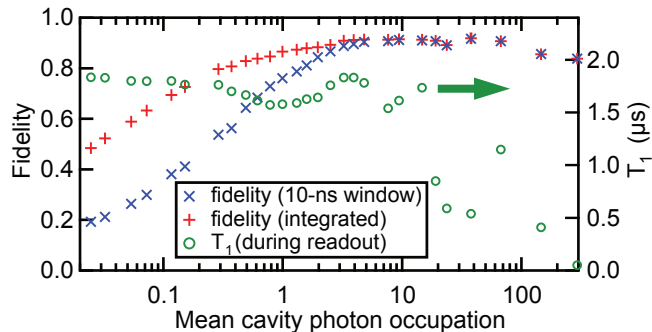 1.0
0.8
0.6
0.4
0.2
0.0
Fidelity
fidelity (10-ns window)
fidelity (integrated)
T1 (during readout)
2.0
1.5
1.0
0.5
0.0
T1 (μs)
0.1
1
10
100
Mean cavity photon occupation